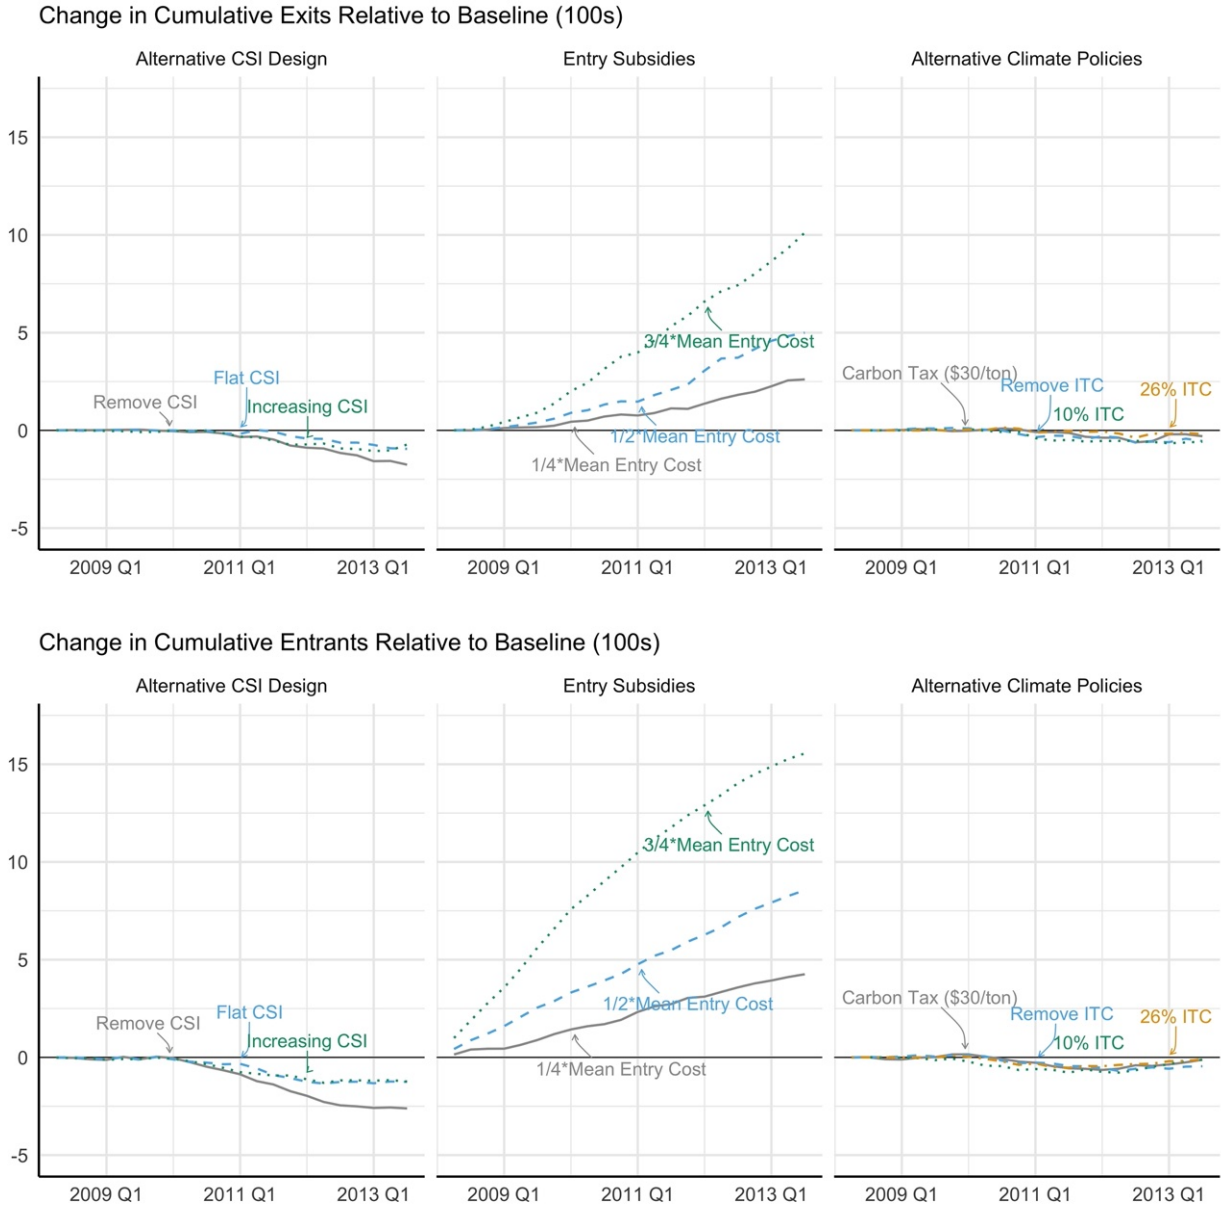 Change in Cumulative Exits Relative to Baseline (100s)
Alternative CSI Design
Entry Subsidies
Alternative Climate Policies
15
10
5
0
-5
Flat CSI
Remove CSI
Increasing CSI
3/4*Mean Entry Cost
1/2*Mean Entry Cost
1/4*Mean Entry Cost
Carbon Tax ($30/ton)
Remove ITC
26% ITC
10% ITC
2009 Q1 2011 Q1 2013 Q1
2009 Q1 2011 Q1 2013 Q1
2009 Q1 2011 Q1 2013 Q1
Change in Cumulative Entrants Relative to Baseline (100s)
Alternative CSI Design
Entry Subsidies
Alternative Climate Policies
15
10
5
0
-5
Flat CSI
Remove CSI
Increasing CSI
3/4*Mean Entry Cost
1/2*Mean Entry Cost
1/4*Mean Entry Cost
Carbon Tax ($30/ton)
Remove ITC
26% ITC
10% ITC
2009 Q1 2011 Q1 2013 Q1
2009 Q1 2011 Q1 2013 Q1
2009 Q1 2011 Q1 2013 Q1